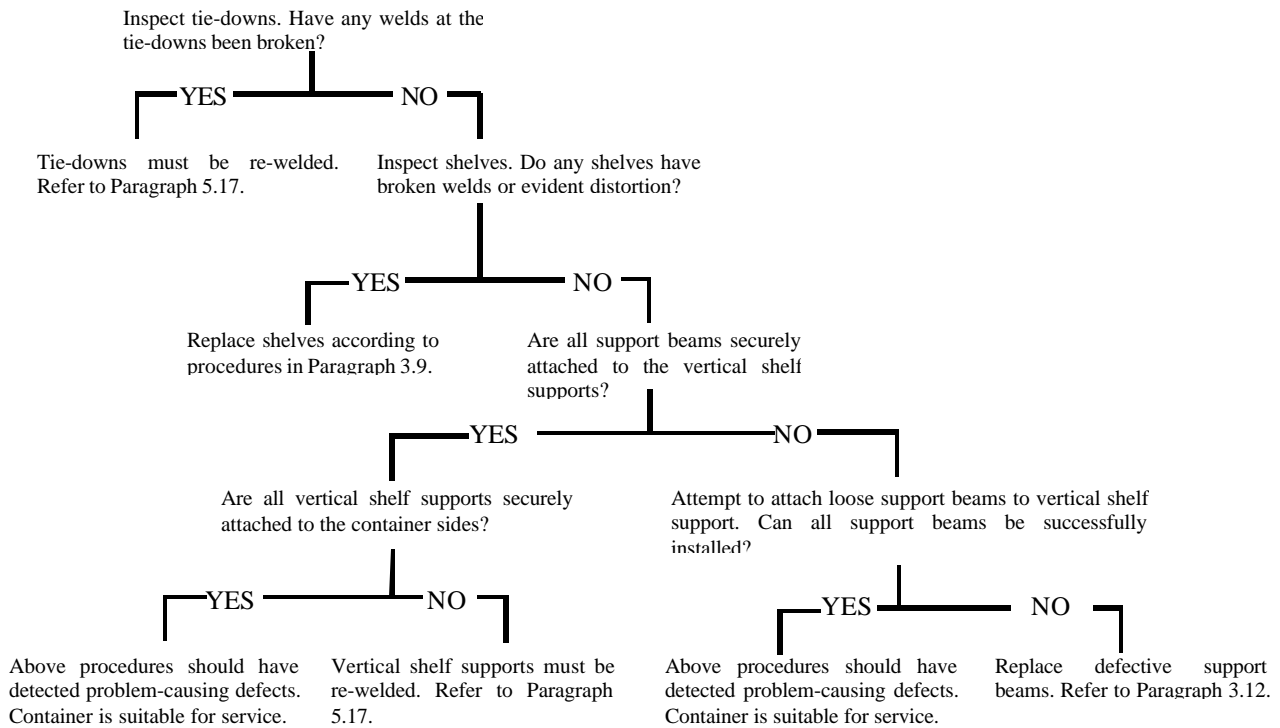 Inspect tie-downs. Have any welds at the
tie-downs been broken?
YES
NO
Tie-downs must be re-welded.
Refer to Paragraph 5.17.
Inspect shelves. Do any shelves have
broken welds or evident distortion?
YES
NO
Replace shelves according to
procedures in Paragraph 3.9.
Are all support beams securely
attached to the vertical shelf
supports?
YES
NO
Are all vertical shelf supports securely
attached to the container sides?
Attempt to attach loose support beams to vertical shelf
support. Can all support beams be successfully
installed?
YES
NO
YES
NO
Above procedures should have
detected problem-causing defects.
Container is suitable for service.
Vertical shelf supports must be
re-welded. Refer to Paragraph
5.17.
Above procedures should have
detected problem-causing defects.
Container is suitable for service.
Replace defective support
beams. Refer to Paragraph 3.12.